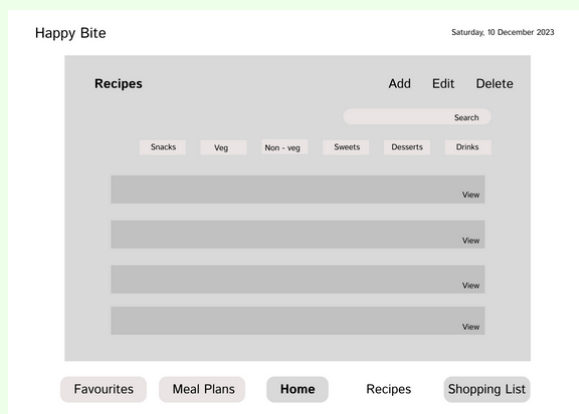 Happy Bite
Saturday, 10 December 2023
Recipes
Add Edit Delete
Search
Snacks Veg Non - veg Sweets Desserts Drinks
View
View
View
View
Favourites Meal Plans Home Recipes Shopping List